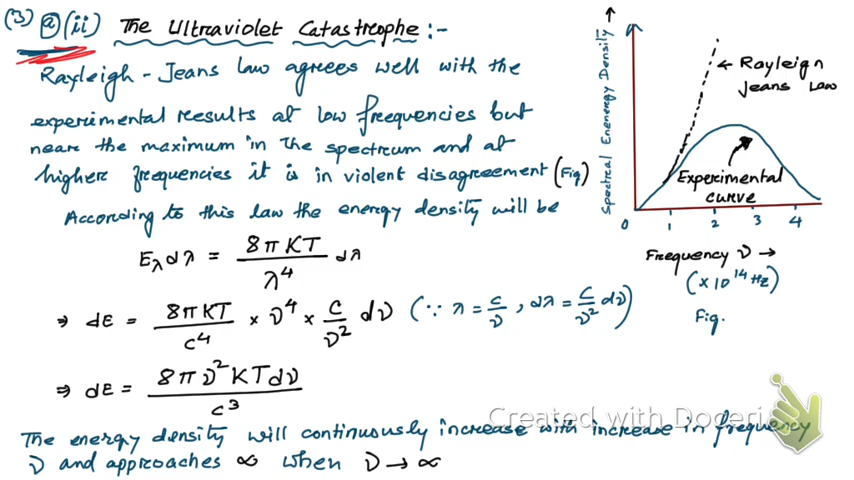 (3) (a) (ii) The Ultraviolet Catastrophe:-
Rayleigh - Jeans law agrees well with the
experimental results at low frequencies but
near the maximum in the spectrum and at
higher frequencies it is in violent disagreement (Fig)
According to this law the energy density will be
E_λ dλ = 8πKT / λ⁴ dλ
⇒ dE = 8πKT / c⁴ × ν⁴ × c/ν² dν (∵ λ = c/ν, dλ = c/ν² dν)
⇒ dE = 8πν²KTdν / c³
The energy density will continuously increase with increase in frequency
ν and approaches ∞ when ν → ∞
Spectral Enenergy Density →
← Rayleigh
Jeans Law
Experimental
curve
0 1 2 3 4
Frequency ν →
(×10¹⁴ Hz)
Fig.
Created with Doceri